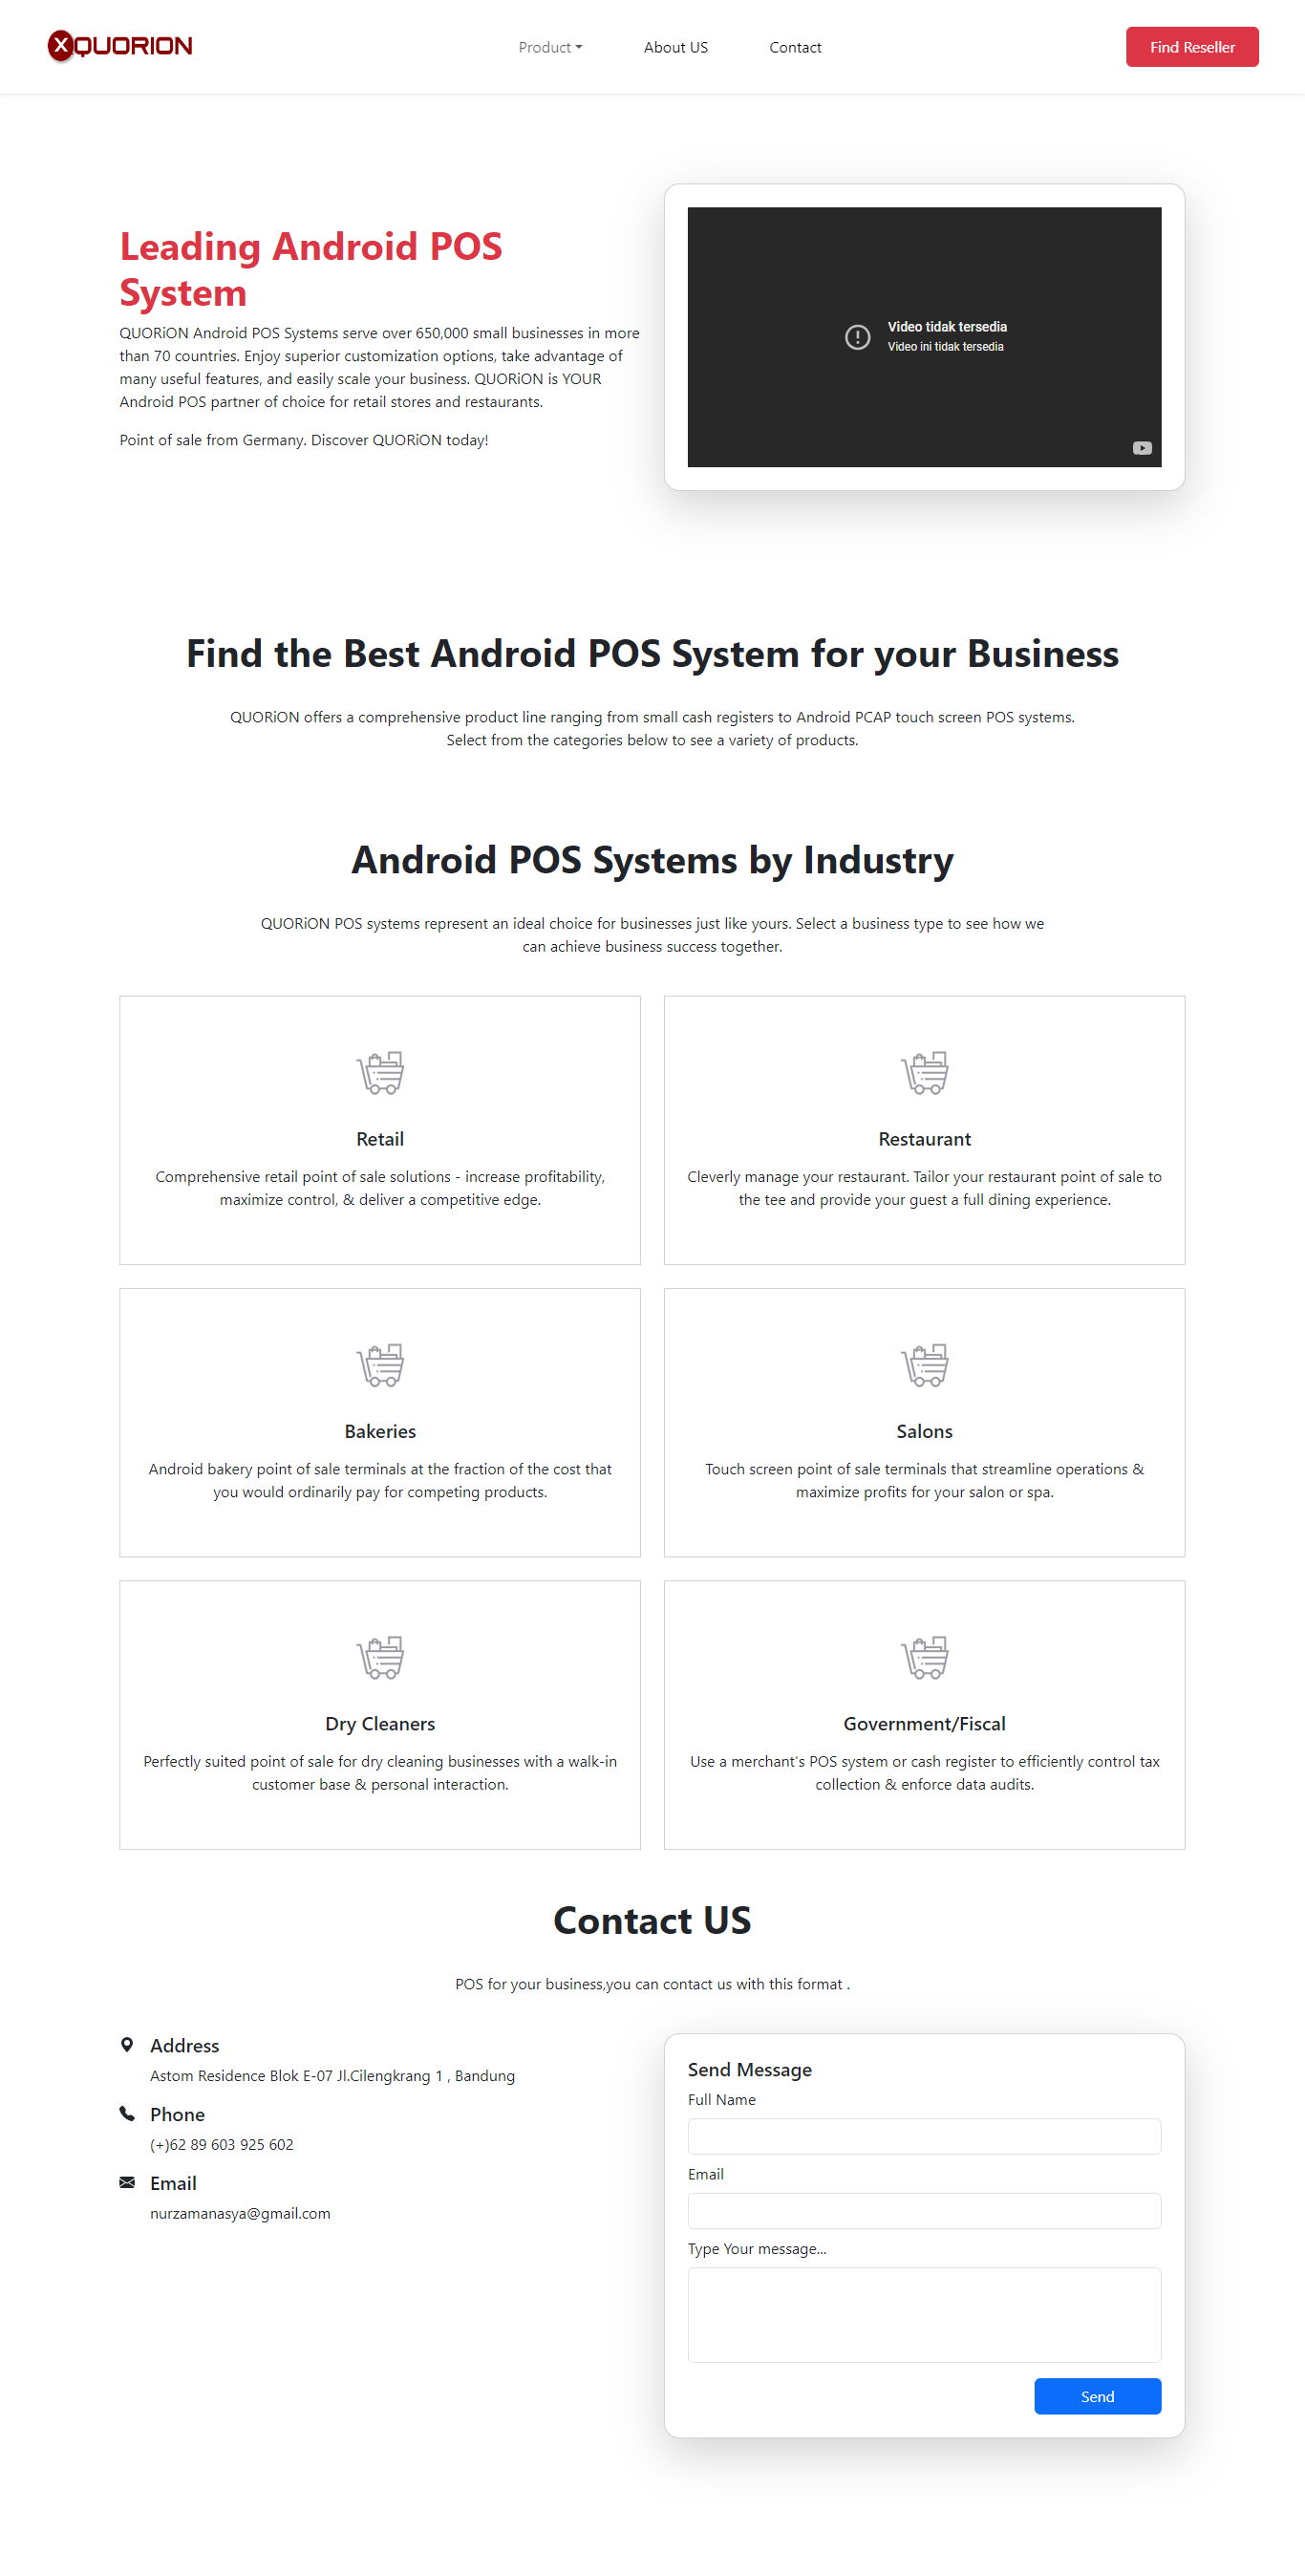 XQUORION
Product
About US
Contact
Find Reseller
Leading Android POS
System
QUORiON Android POS Systems serve over 650,000 small businesses in more
than 70 countries. Enjoy superior customization options, take advantage of
many useful features, and easily scale your business. QUORiON is YOUR
Android POS partner of choice for retail stores and restaurants.
Point of sale from Germany. Discover QUORiON today!
Video tidak tersedia
Video ini tidak tersedia
Find the Best Android POS System for your Business
QUORiON offers a comprehensive product line ranging from small cash registers to Android PCAP touch screen POS systems.
Select from the categories below to see a variety of products.
Android POS Systems by Industry
QUORiON POS systems represent an ideal choice for businesses just like yours. Select a business type to see how we
can achieve business success together.
Retail
Comprehensive retail point of sale solutions - increase profitability,
maximize control, & deliver a competitive edge.
Restaurant
Cleverly manage your restaurant. Tailor your restaurant point of sale to
the tee and provide your guest a full dining experience.
Bakeries
Android bakery point of sale terminals at the fraction of the cost that
you would ordinarily pay for competing products.
Salons
Touch screen point of sale terminals that streamline operations &
maximize profits for your salon or spa.
Dry Cleaners
Perfectly suited point of sale for dry cleaning businesses with a walk-in
customer base & personal interaction.
Government/Fiscal
Use a merchant's POS system or cash register to efficiently control tax
collection & enforce data audits.
Contact US
POS for your business,you can contact us with this format .
Address
Astom Residence Blok E-07 Jl.Cilengkrang 1 , Bandung
Phone
(+)62 89 603 925 602
Email
nurzamanasya@gmail.com
Send Message
Full Name
Email
Type Your message...
Send